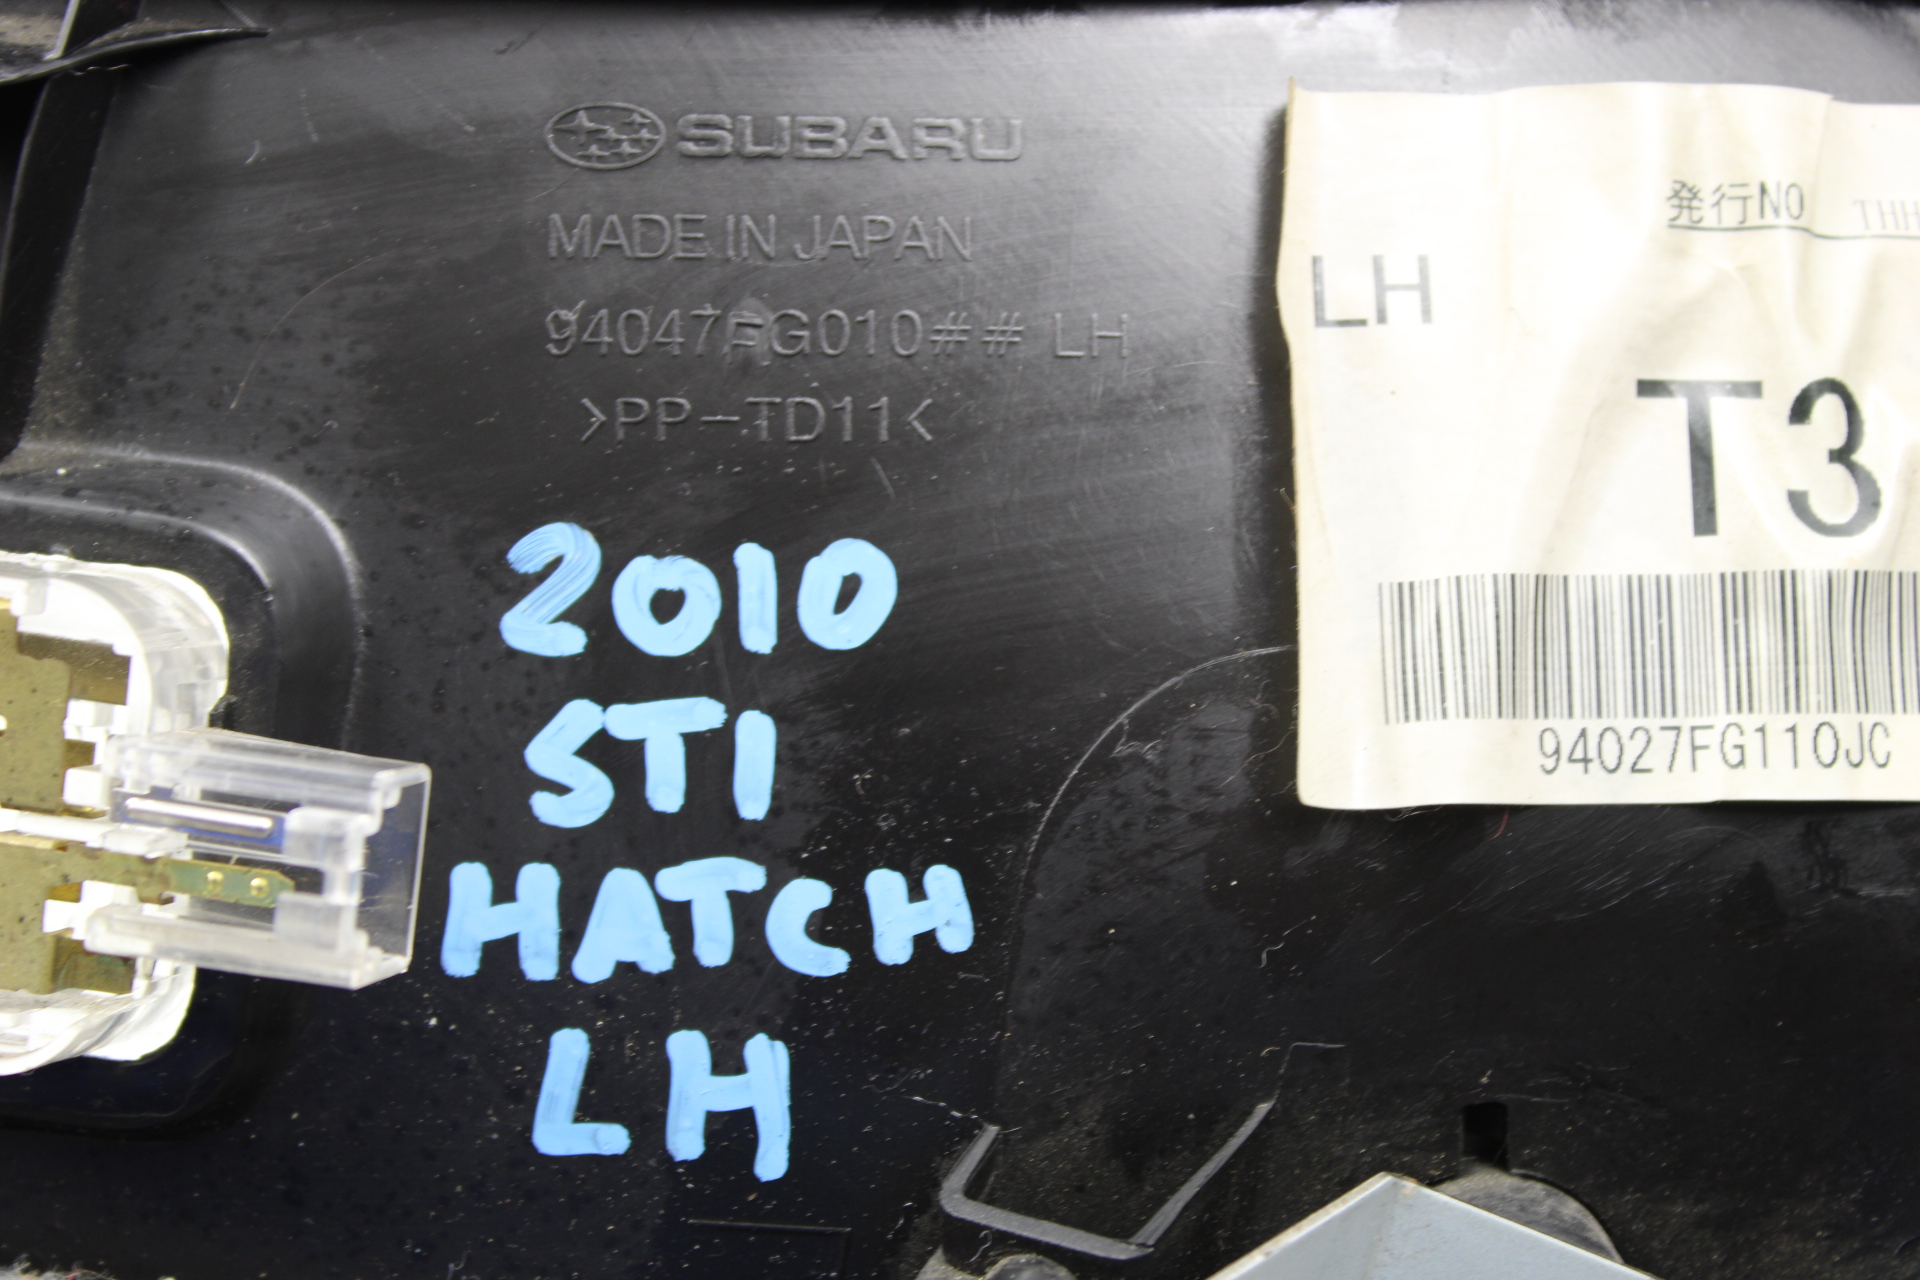 SUBARU
MADE IN JAPAN
94047FG010## LH
>PP-TD11<
2010
STI
HATCH
LH
発行NO
LH
T3
94027FG110JC